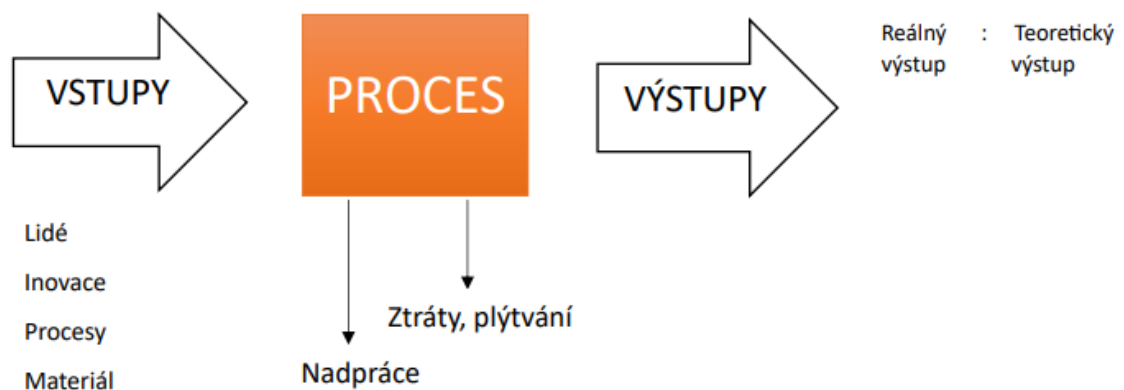 VSTUPY
PROCES
VÝSTUPY
Reálný : Teoretický
výstup výstup
Lidé
Inovace
Procesy
Materiál
Ztráty, plýtvání
Nadpráce